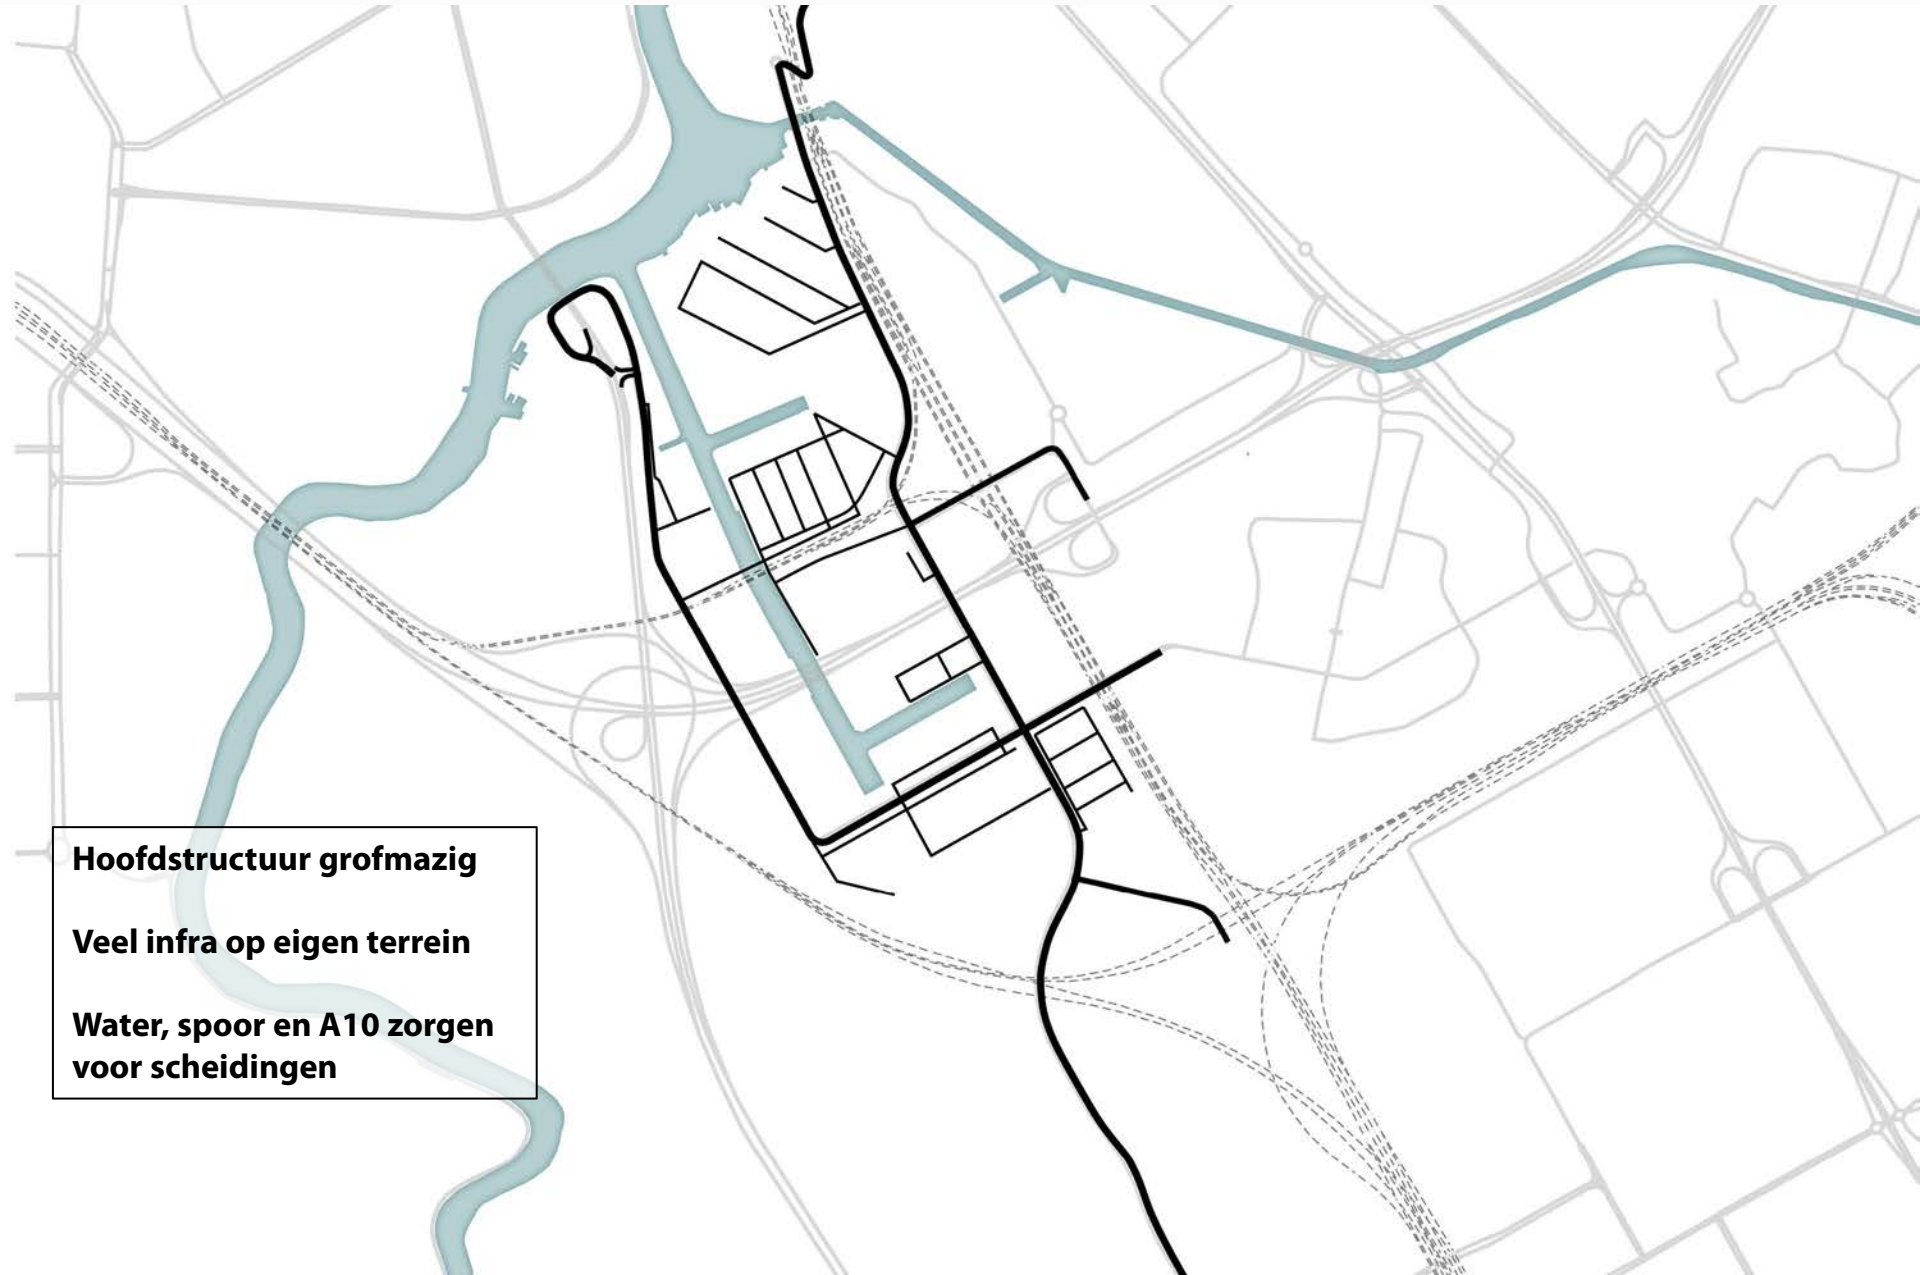 Hoofdstructuur grofmazig
Veel infra op eigen terrein
Water, spoor en A10 zorgen
voor scheidingen